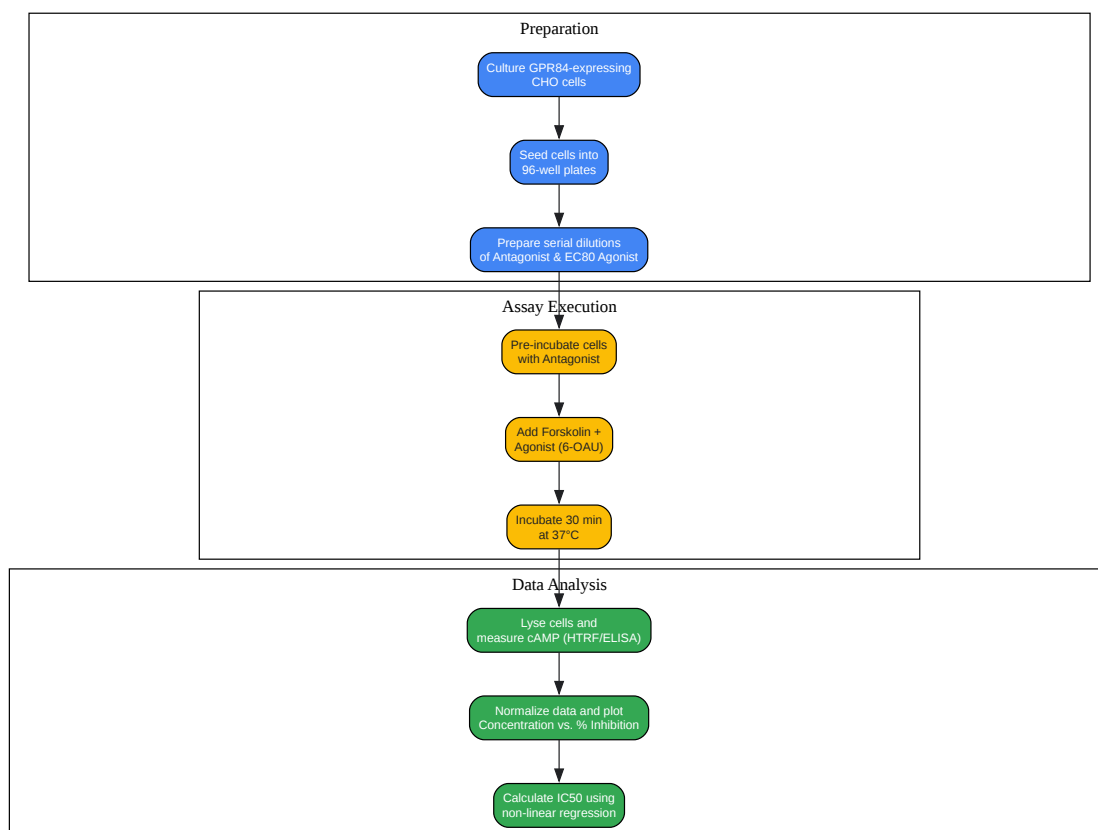 Preparation
Culture GPR84-expressing
CHO cells
Seed cells into
96-well plates
Prepare serial dilutions
of Antagonist & EC80 Agonist
Assay Execution
Pre-incubate cells
with Antagonist
Add Forskolin +
Agonist (6-OAU)
Incubate 30 min
at 37°C
Data Analysis
Lyse cells and
measure cAMP (HTRF/ELISA)
Normalize data and plot
Concentration vs. % Inhibition
Calculate IC50 using
non-linear regression